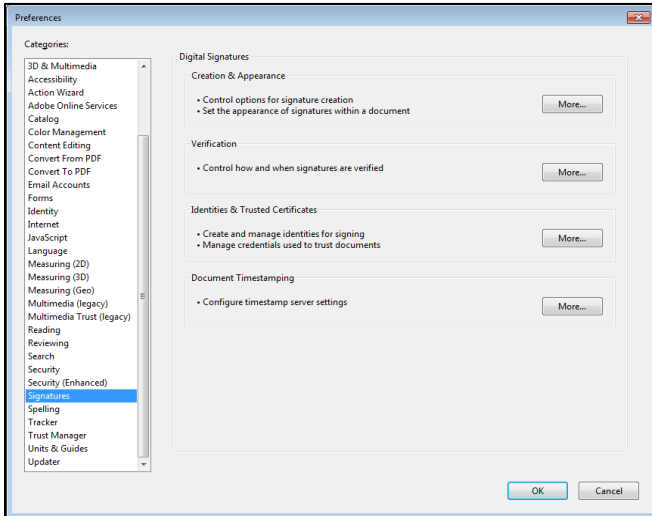 Preferences
Categories:
3D & Multimedia
Accessibility
Action Wizard
Adobe Online Services
Catalog
Color Management
Content Editing
Convert From PDF
Convert To PDF
Email Accounts
Forms
Identity
Internet
JavaScript
Language
Measuring (2D)
Measuring (3D)
Measuring (Geo)
Multimedia (legacy)
Multimedia Trust (legacy)
Reading
Reviewing
Search
Security
Security (Enhanced)
Signatures
Spelling
Tracker
Trust Manager
Units & Guides
Updater
Digital Signatures
Creation & Appearance
• Control options for signature creation
• Set the appearance of signatures within a document
More...
Verification
• Control how and when signatures are verified
More...
Identities & Trusted Certificates
• Create and manage identities for signing
• Manage credentials used to trust documents
More...
Document Timestamping
• Configure timestamp server settings
More...
OK
Cancel